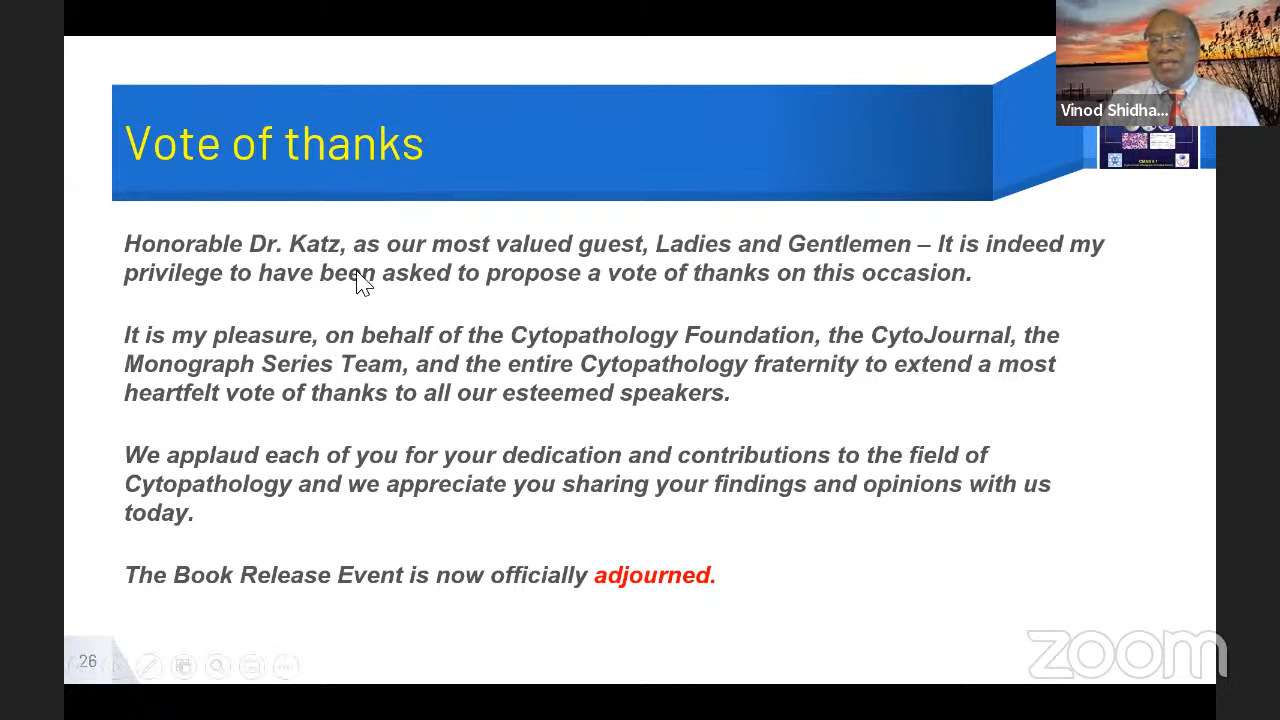 Vinod Shidha...
Vote of thanks
Honorable Dr. Katz, as our most valued guest, Ladies and Gentlemen – It is indeed my
privilege to have been asked to propose a vote of thanks on this occasion.
It is my pleasure, on behalf of the Cytopathology Foundation, the CytoJournal, the
Monograph Series Team, and the entire Cytopathology fraternity to extend a most
heartfelt vote of thanks to all our esteemed speakers.
We applaud each of you for your dedication and contributions to the field of
Cytopathology and we appreciate you sharing your findings and opinions with us
today.
The Book Release Event is now officially adjourned.
26
zoom